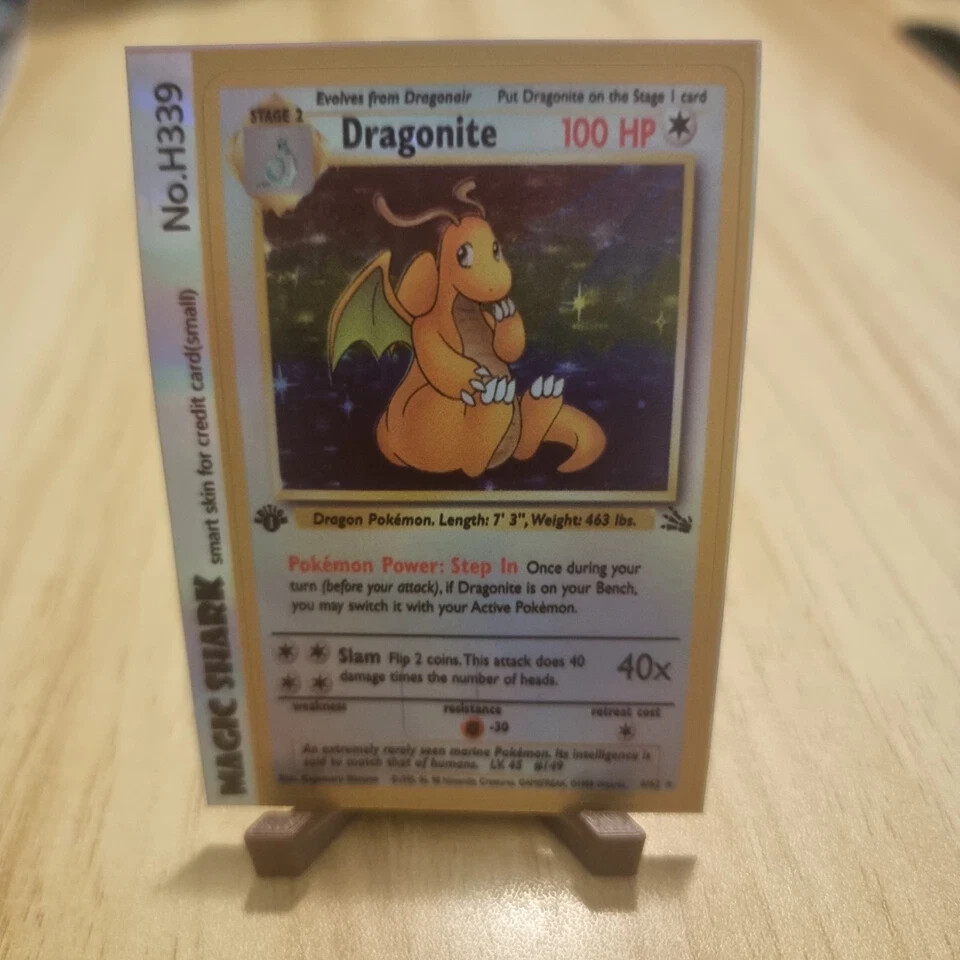 No.H339
smart skin for credit card(small)
MAGIC SHARK
Evolves from Dragonair Put Dragonite on the Stage 1 card
STAGE 2
Dragonite 100 HP
EDITION 1
Dragon Pokémon. Length: 7' 3", Weight: 463 lbs.
Pokémon Power: Step In Once during your
turn (before your attack), if Dragonite is on your Bench,
you may switch it with your Active Pokémon.
Slam Flip 2 coins. This attack does 40
damage times the number of heads.
40x
weakness resistance retreat cost
-30
An extremely rarely seen marine Pokémon. Its intelligence is
said to match that of humans. LV. 45 #149